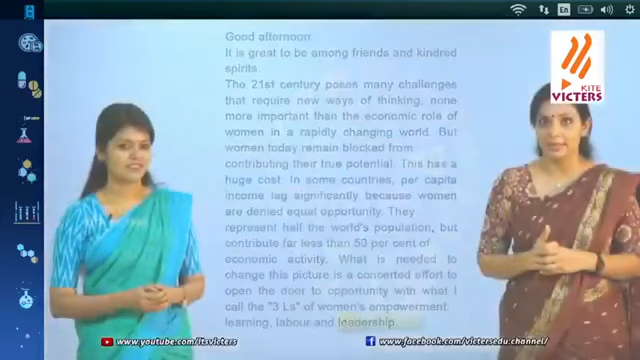 En
Good afternoon
It is great to be among friends and kindred
spirits.
The 21st century poses many challenges
that require new ways of thinking, none
more important than the economic role of
women in a rapidly changing world. But
women today remain blocked from
contributing their true potential. This has a
huge cost. In some countries, per capita
income lag significantly because women
are denied equal opportunity. They
represent half the world's population, but
contribute far less than 50 per cent of
economic activity. What is needed to
change this picture is a concerted effort to
open the door to opportunity with what I
call the "3 Ls" of women's empowerment:
learning, labour and leadership
KITE
VICTERS
www.youtube.com/itsvicters
www.facebook.com/victersedu.channel/